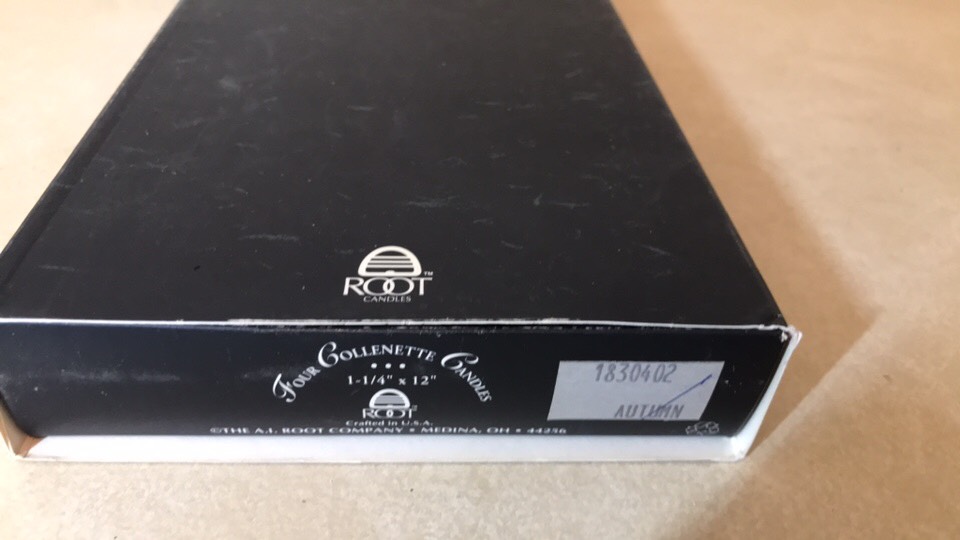 ROOT™
CANDLES
FOUR COLLENETTE CANDLES
1-1/4" x 12"
ROOT
Crafted in U.S.A.
©THE A.I. ROOT COMPANY • MEDINA, OH • 44256
1830402
AUTUMN